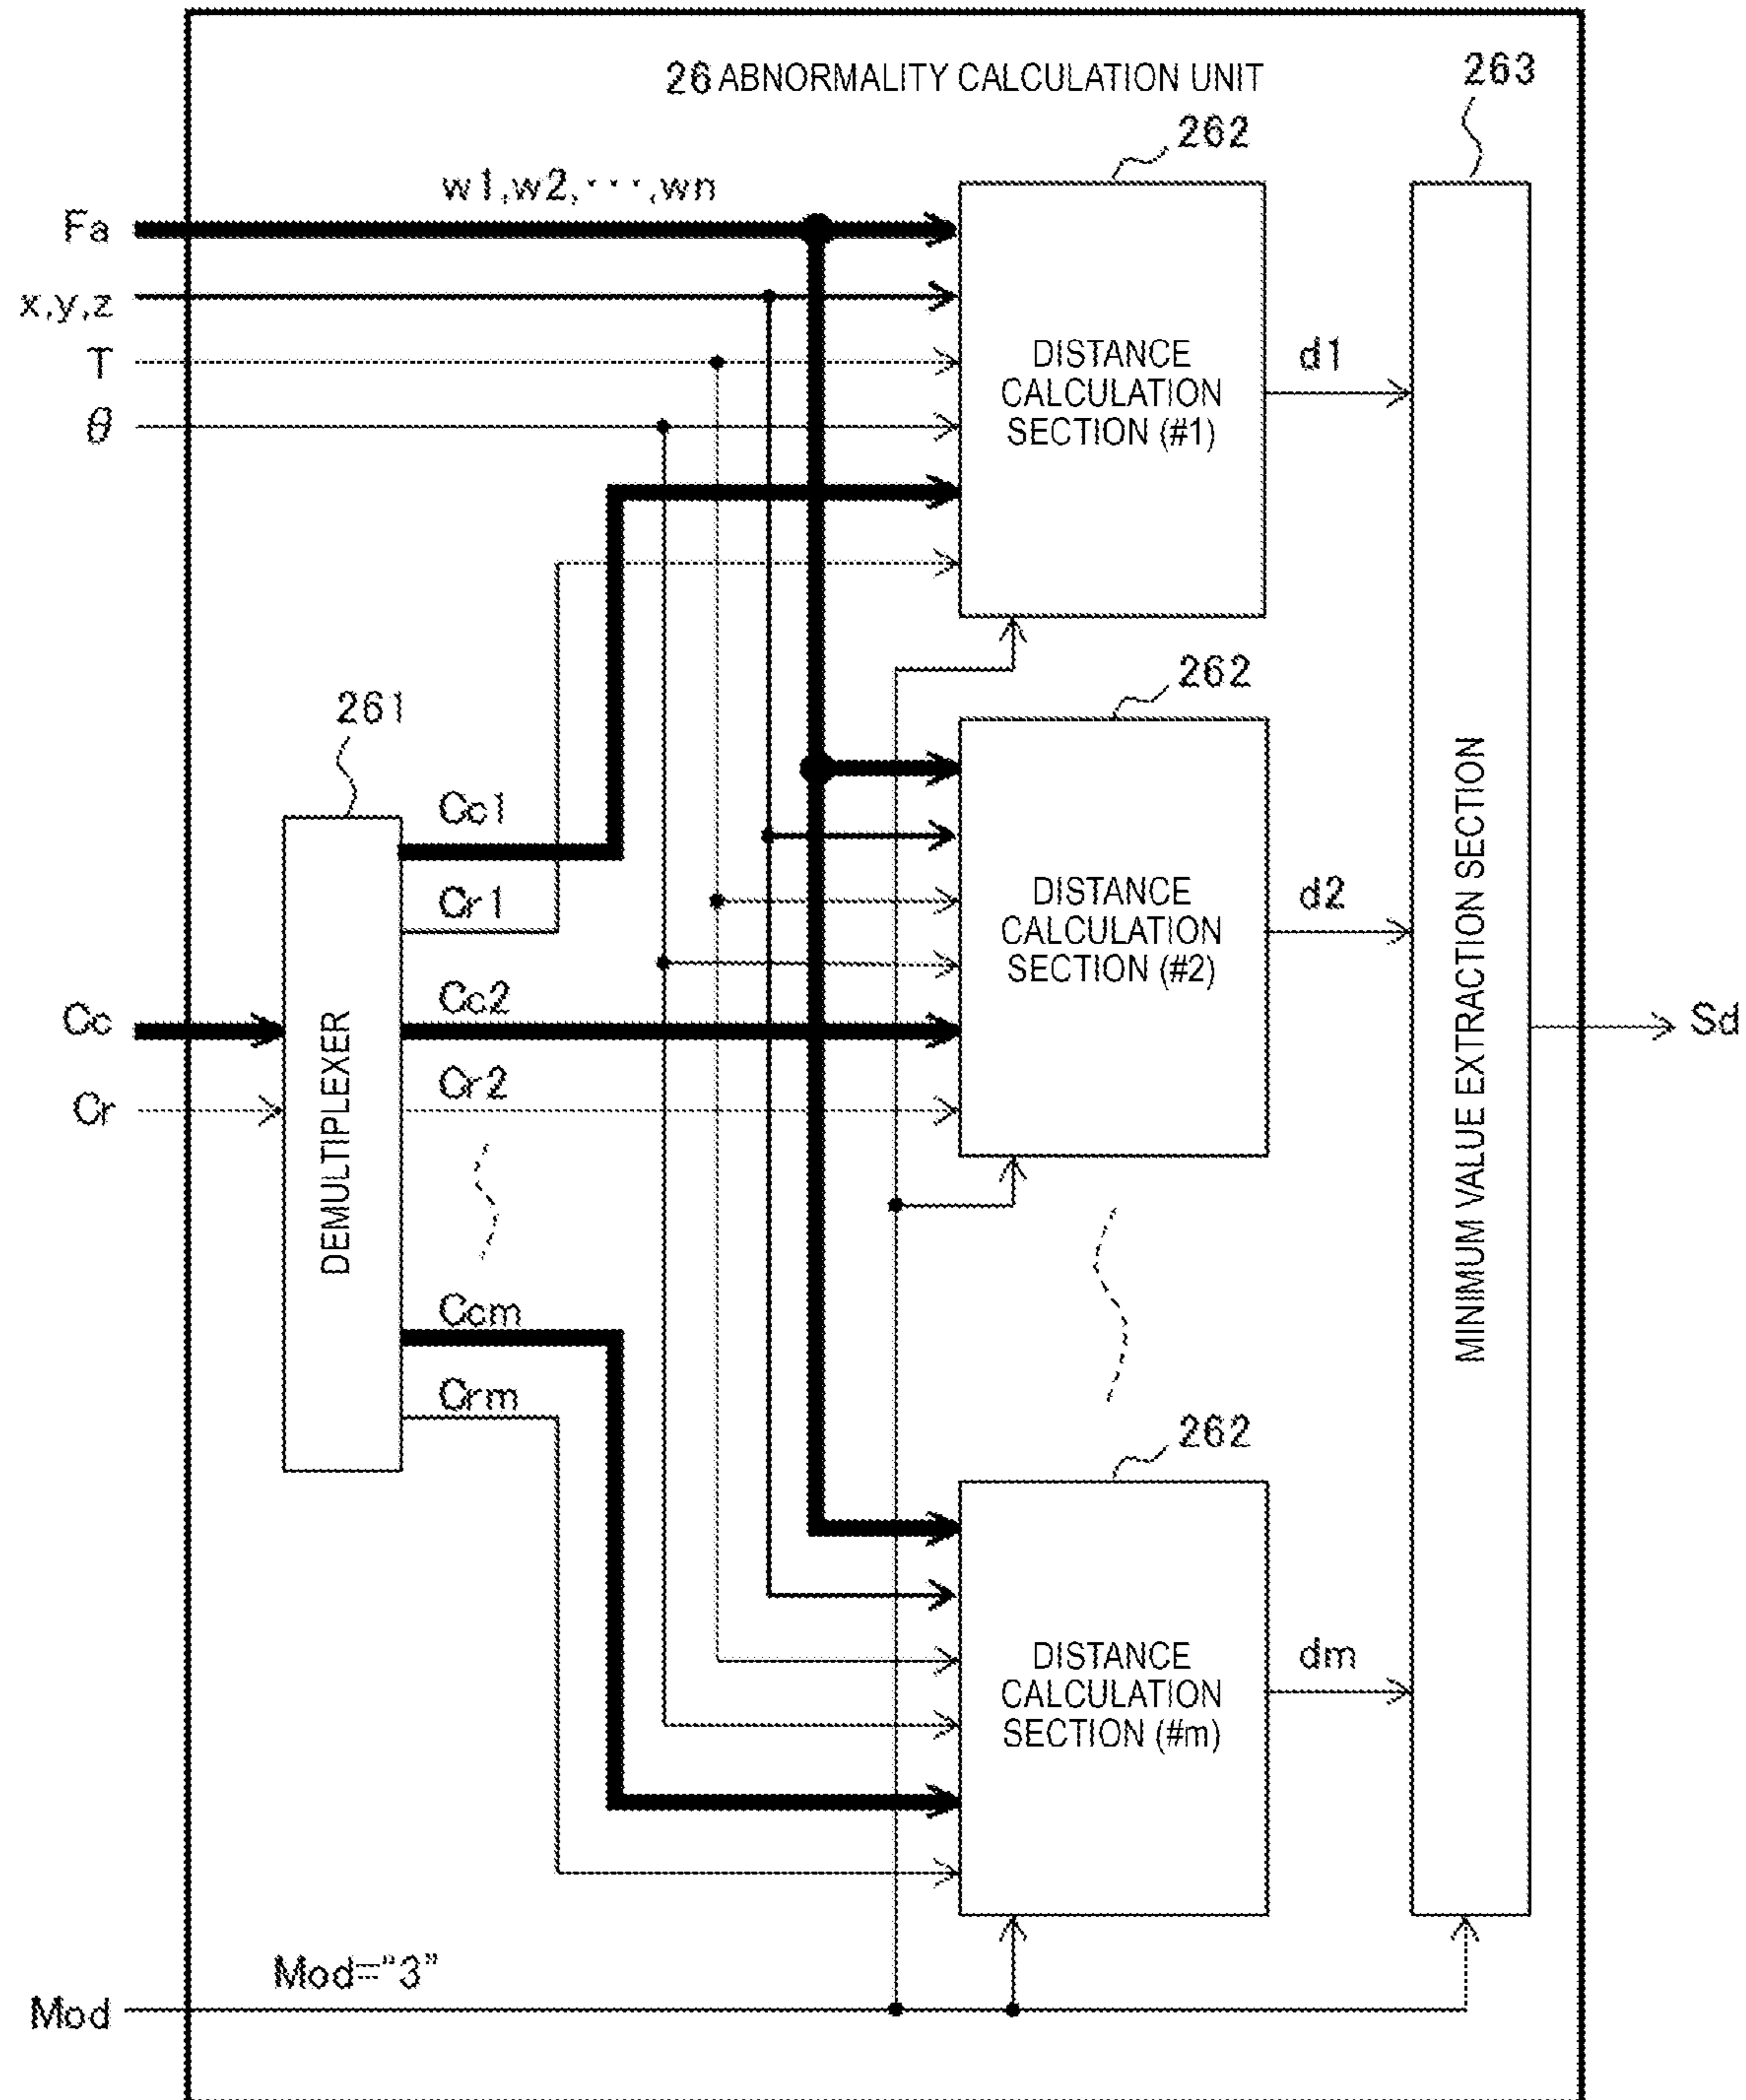 26 ABNORMALITY CALCULATION UNIT
263
262
w1,w2,･･･,wn
Fa
x,y,z
T
θ
DISTANCE
CALCULATION
SECTION (#1)
d1
262
261
Cc1
Cr1
DISTANCE
CALCULATION
SECTION (#2)
d2
Cc2
Cc
Cr2
Cr
DEMULTIPLEXER
MINIMUM VALUE EXTRACTION SECTION
Sd
Ccm
Crm
262
DISTANCE
CALCULATION
SECTION (#m)
dm
Mod="3"
Mod